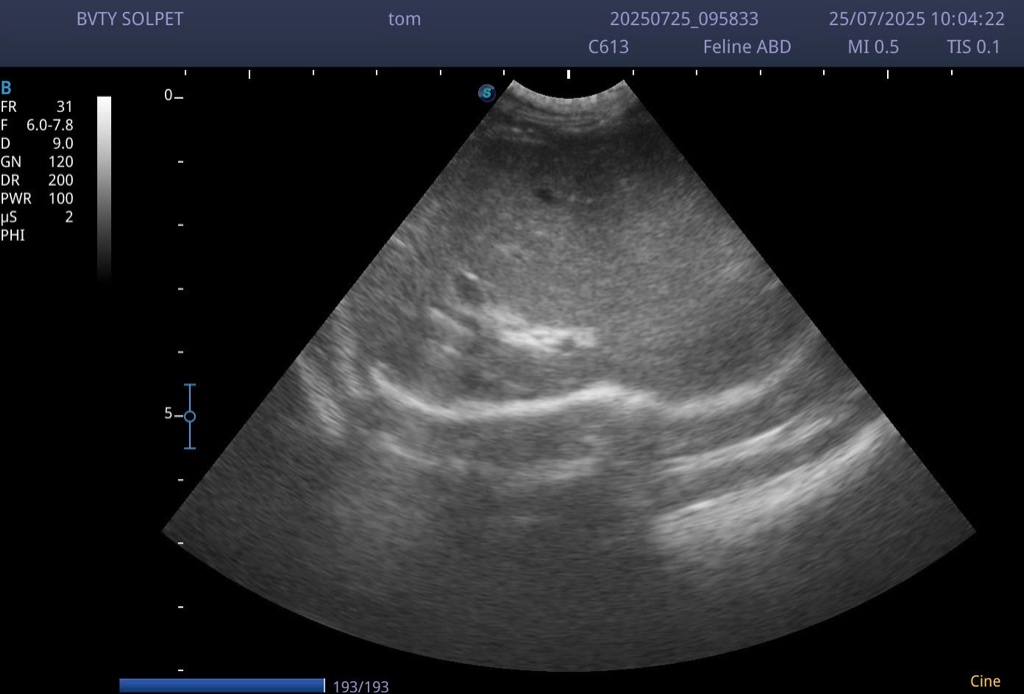 BVTY SOLPET tom 20250725_095833 25/07/2025 10:04:22
C613 Feline ABD MI 0.5 TIS 0.1
B
FR 31
F 6.0-7.8
D 9.0
GN 120
DR 200
PWR 100
µS 2
PHI
0
S
5
Cine
193/193